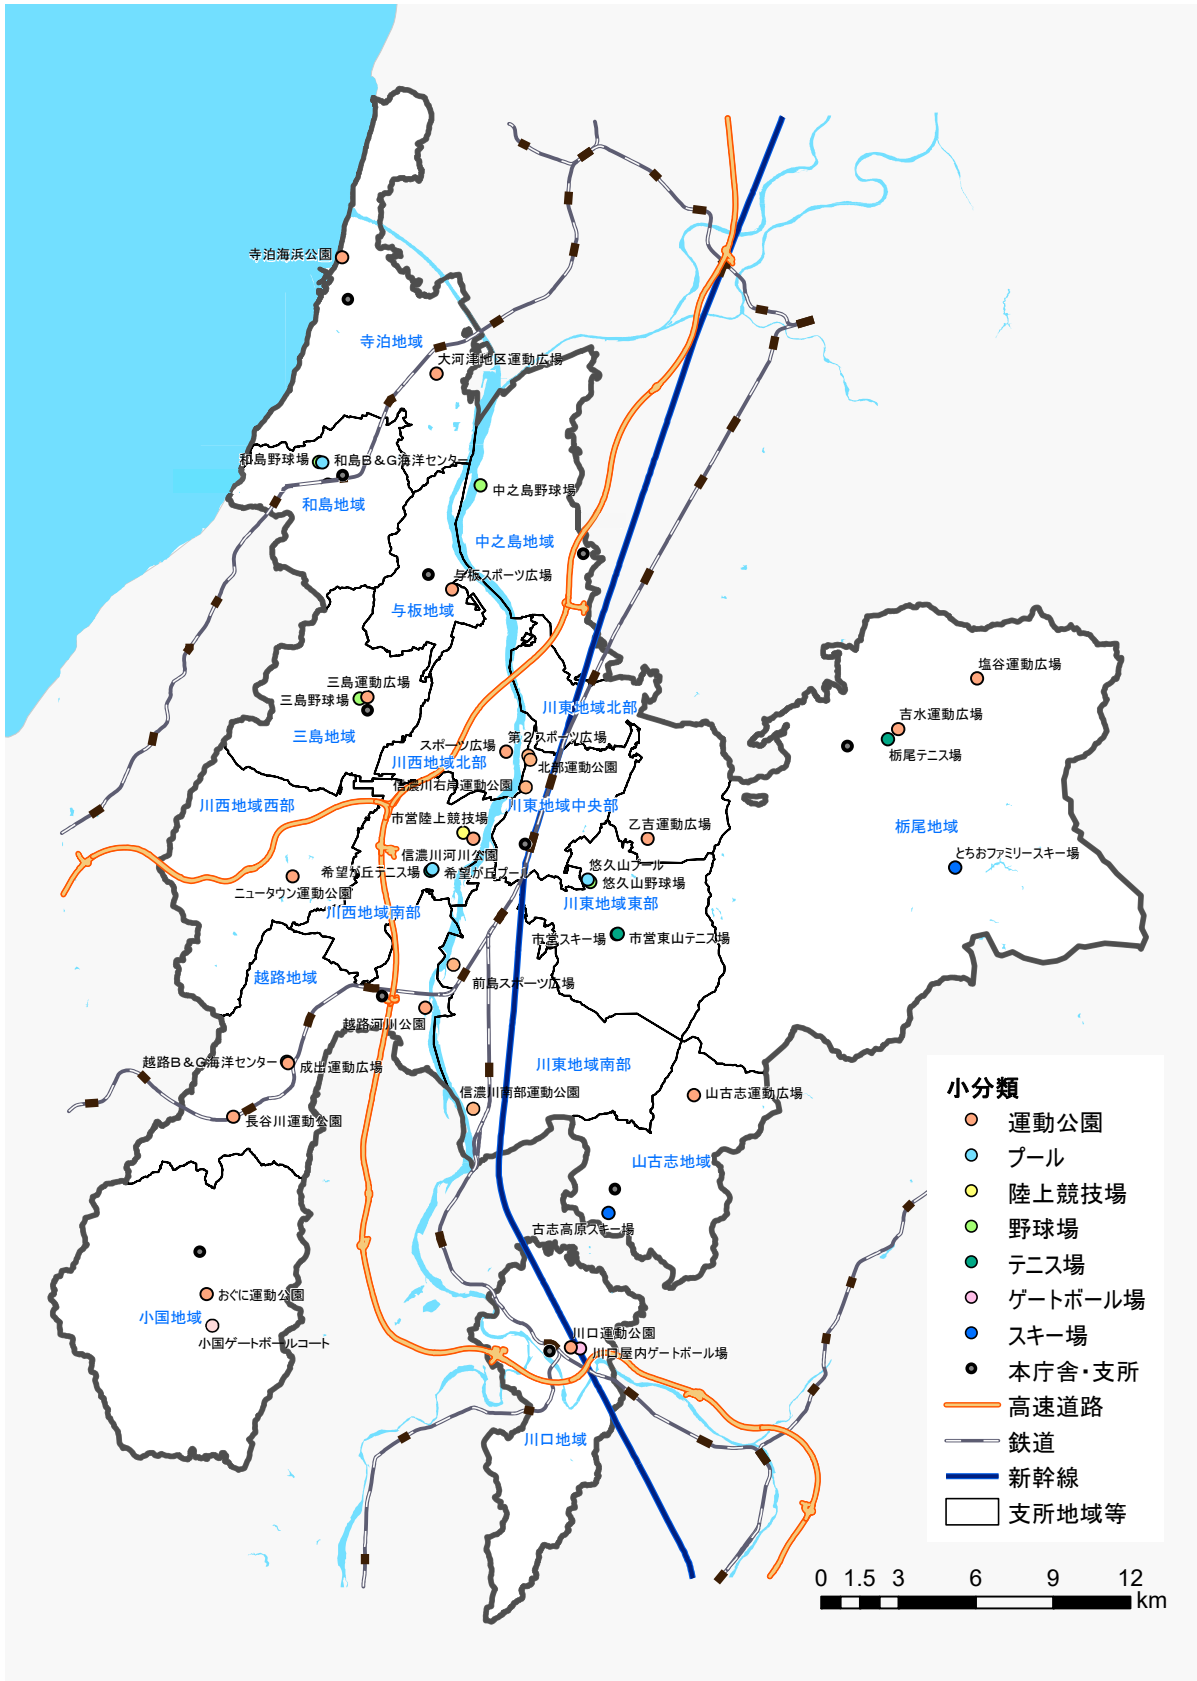 寺泊海浜公園
寺泊地域
大河津地区運動広場
和島野球場
和島B&G海洋センター
和島地域
中之島野球場
中之島地域
与板スポーツ広場
与板地域
塩谷運動広場
三島運動広場
三島野球場
川東地域北部
吉水運動広場
三島地域
第2スポーツ広場
スポーツ広場
栃尾テニス場
川西地域北部
北部運動公園
信濃川右岸運動公園
川西地域西部
川東地域中央部
市営陸上競技場
乙吉運動広場
栃尾地域
信濃川河川公園
とちおファミリースキー場
悠久山プール
希望が丘テニス場
希望が丘プール
悠久山野球場
ニュータウン運動公園
川東地域東部
川西地域南部
市営スキー場
市営東山テニス場
越路地域
前島スポーツ広場
越路河川公園
越路B&G海洋センター
成出運動広場
川東地域南部
信濃川南部運動公園
山古志運動広場
長谷川運動公園
山古志地域
古志高原スキー場
おぐに運動公園
小国地域
小国ゲートボールコート
川口運動公園
川口屋内ゲートボール場
川口地域
小分類
運動公園
プール
陸上競技場
野球場
テニス場
ゲートボール場
スキー場
本庁舎・支所
高速道路
鉄道
新幹線
支所地域等
0 1.5 3 6 9 12
km